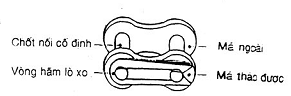 Chốt nối cố định
Má ngoài
Vòng hãm lò xo
Má tháo được